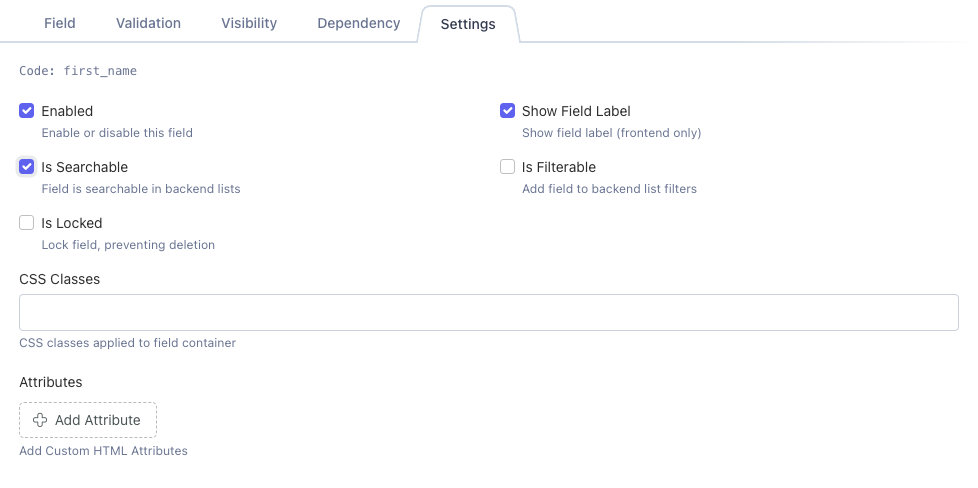 Field Validation Visibility Dependency Settings
Code: first_name
Enabled
Enable or disable this field
Show Field Label
Show field label (frontend only)
Is Searchable
Field is searchable in backend lists
Is Filterable
Add field to backend list filters
Is Locked
Lock field, preventing deletion
CSS Classes
CSS classes applied to field container
Attributes
Add Attribute
Add Custom HTML Attributes